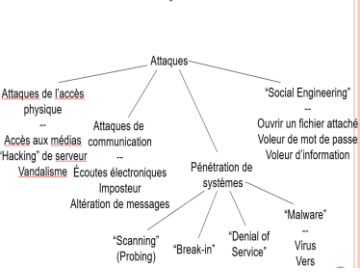 Attaques
Attaques de l'accès
physique
--
Accès aux médias
"Hacking" de serveur
Vandalisme
Attaques de
communication
--
Écoutes électroniques
Imposteur
Altération de messages
Pénétration de
systèmes
"Social Engineering"
--
Ouvrir un fichier attaché
Voleur de mot de passe
Voleur d'information
"Scanning"
(Probing)
"Break-in"
"Denial of
Service"
"Malware"
--
Virus
Vers